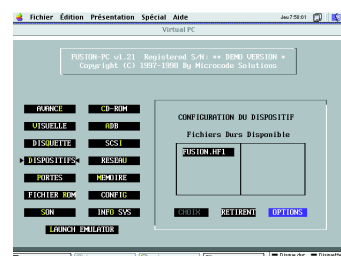 Fichier Édition Présentation Spécial Aide
Jeu 7:58:01
Virtual PC
FUSION-PC v1.21 Registered S/N: ** DEMO VERSION *
Copyright (C) 1997-1998 By Microcode Solutions
AVANCE CD-ROM
VISUELLE ADB
DISQUETTE SCSI
DISPOSITIFS RESEAU
PORTES MEMOIRE
FICHIER ROM CONFIG
SON INFO SYS
LAUNCH EMULATOR
CONFIGURATION DU DISPOSITIF
Fichiers Durs Disponible
FUSION.HF1
CHOIX RETIRENT OPTIONS